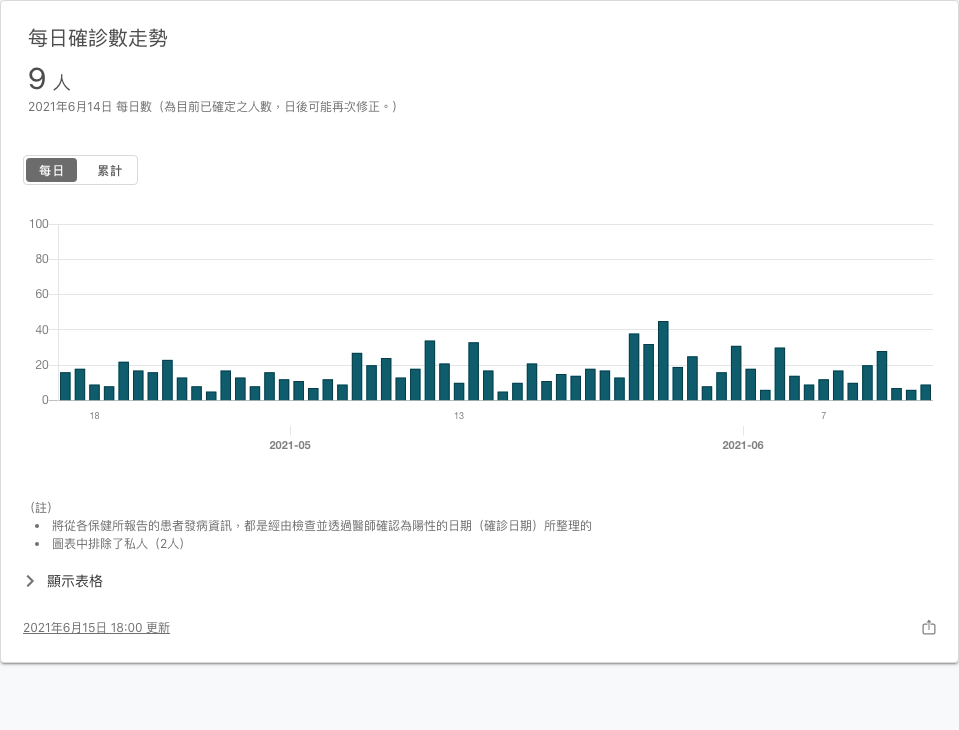 每日確診數走勢
9 人
2021年6月14日 每日數（為目前已確定之人數，日後可能再次修正。）
每日 累計
100
80
60
40
20
0
18 13 7
2021-05 2021-06
（註）
• 將從各保健所報告的患者發病資訊，都是經由檢查並透過醫師確認為陽性的日期（確診日期）所整理的
• 圖表中排除了私人（2人）
顯示表格
2021年6月15日 18:00 更新